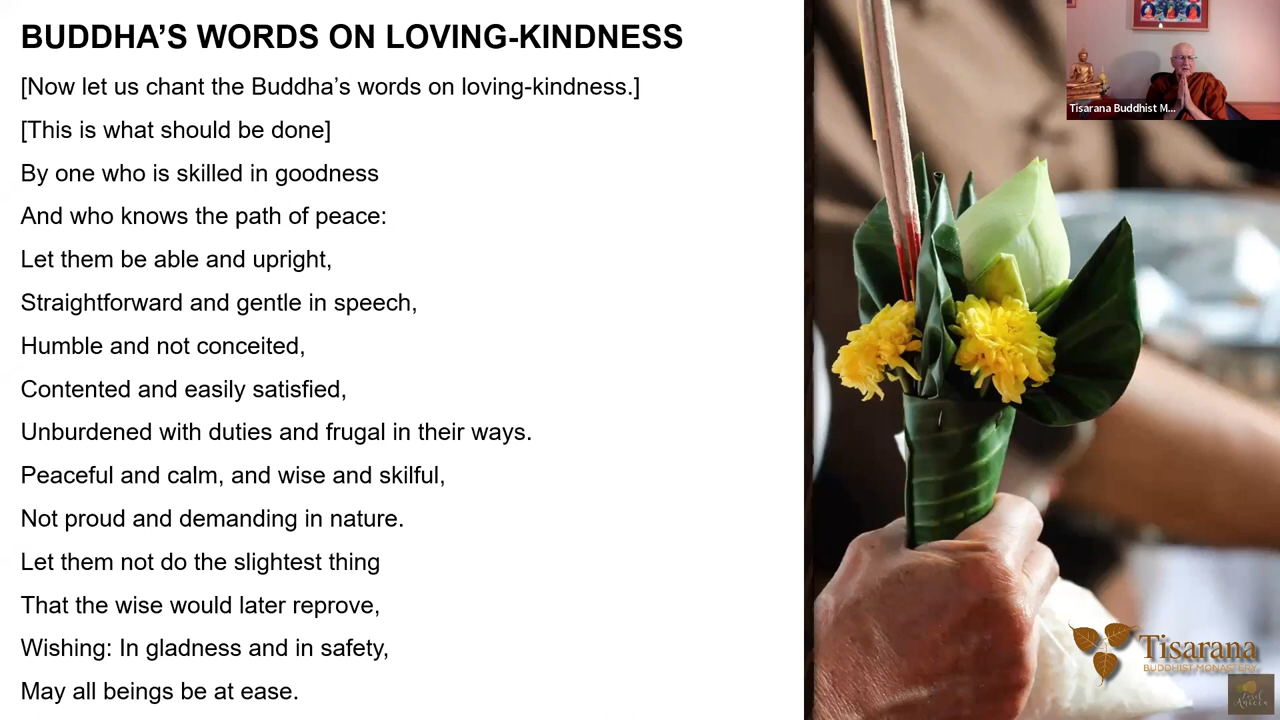 BUDDHA’S WORDS ON LOVING-KINDNESS
[Now let us chant the Buddha’s words on loving-kindness.]
[This is what should be done]
By one who is skilled in goodness
And who knows the path of peace:
Let them be able and upright,
Straightforward and gentle in speech,
Humble and not conceited,
Contented and easily satisfied,
Unburdened with duties and frugal in their ways.
Peaceful and calm, and wise and skilful,
Not proud and demanding in nature.
Let them not do the slightest thing
That the wise would later reprove,
Wishing: In gladness and in safety,
May all beings be at ease.
Tisarana Buddhist M...
Tisarana
BUDDHIST MONASTERY